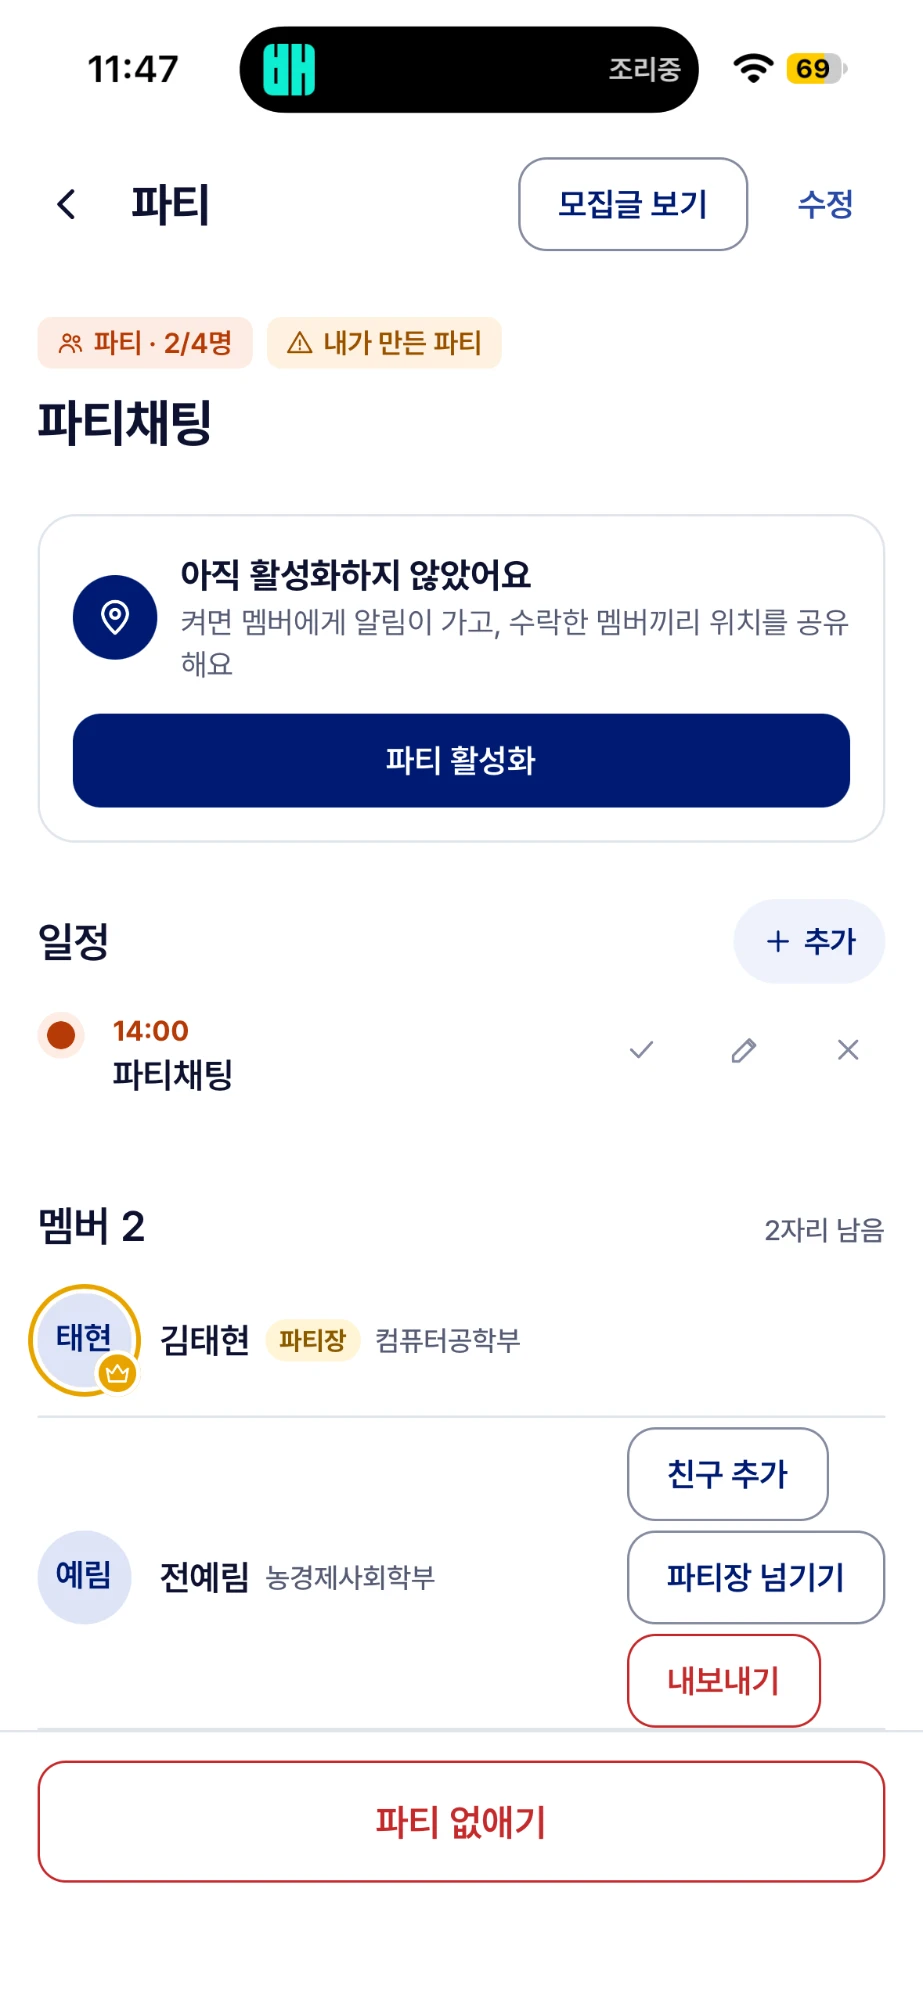 11:47
배
조리중
69
파티
모집글 보기
수정
파티 · 2/4명
내가 만든 파티
파티채팅
아직 활성화하지 않았어요
켜면 멤버에게 알림이 가고, 수락한 멤버끼리 위치를 공유
해요
파티 활성화
일정
+ 추가
14:00
파티채팅
멤버 2
2자리 남음
태현
김태현 파티장 컴퓨터공학부
친구 추가
예림
전예림 농경제사회학부
파티장 넘기기
내보내기
파티 없애기